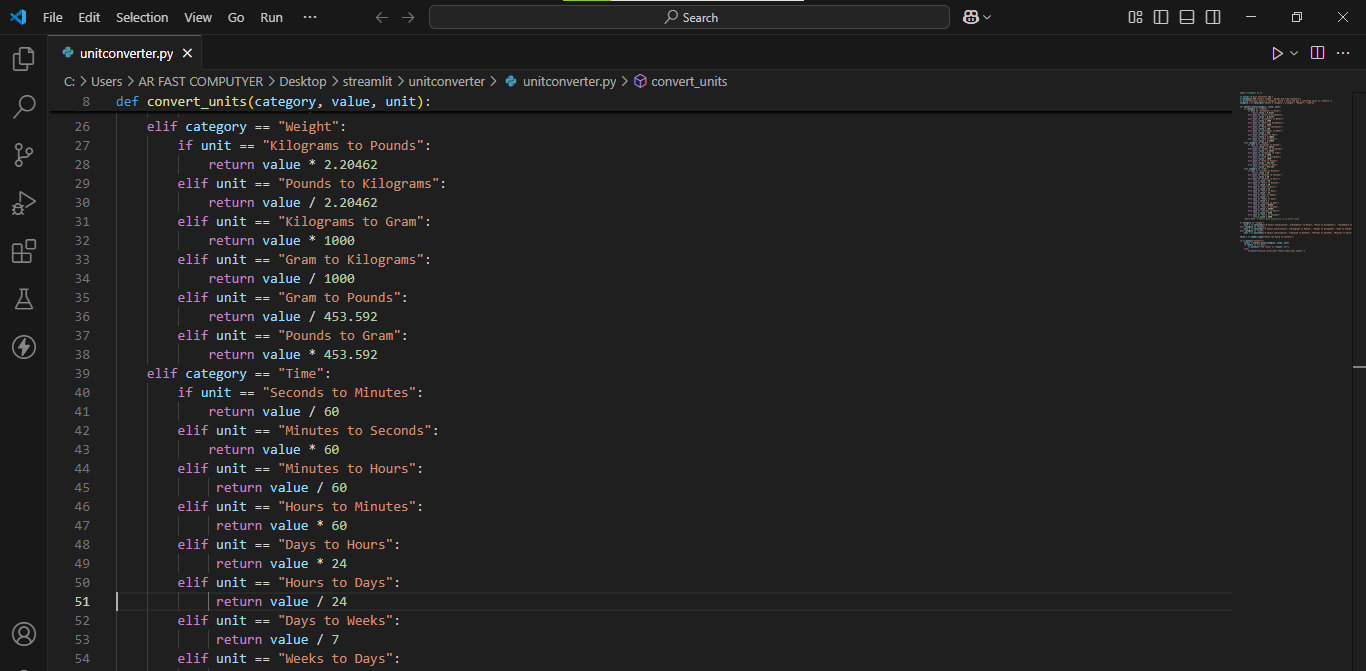 File Edit Selection View Go Run ··· Search
unitconverter.py
C: > Users > AR FAST COMPUTYER > Desktop > streamlit > unitconverter > unitconverter.py > convert_units
8 def convert_units(category, value, unit):
26 elif category == "Weight":
27 if unit == "Kilograms to Pounds":
28 return value * 2.20462
29 elif unit == "Pounds to Kilograms":
30 return value / 2.20462
31 elif unit == "Kilograms to Gram":
32 return value * 1000
33 elif unit == "Gram to Kilograms":
34 return value / 1000
35 elif unit == "Gram to Pounds":
36 return value / 453.592
37 elif unit == "Pounds to Gram":
38 return value * 453.592
39 elif category == "Time":
40 if unit == "Seconds to Minutes":
41 return value / 60
42 elif unit == "Minutes to Seconds":
43 return value * 60
44 elif unit == "Minutes to Hours":
45 return value / 60
46 elif unit == "Hours to Minutes":
47 return value * 60
48 elif unit == "Days to Hours":
49 return value * 24
50 elif unit == "Hours to Days":
51 return value / 24
52 elif unit == "Days to Weeks":
53 return value / 7
54 elif unit == "Weeks to Days":